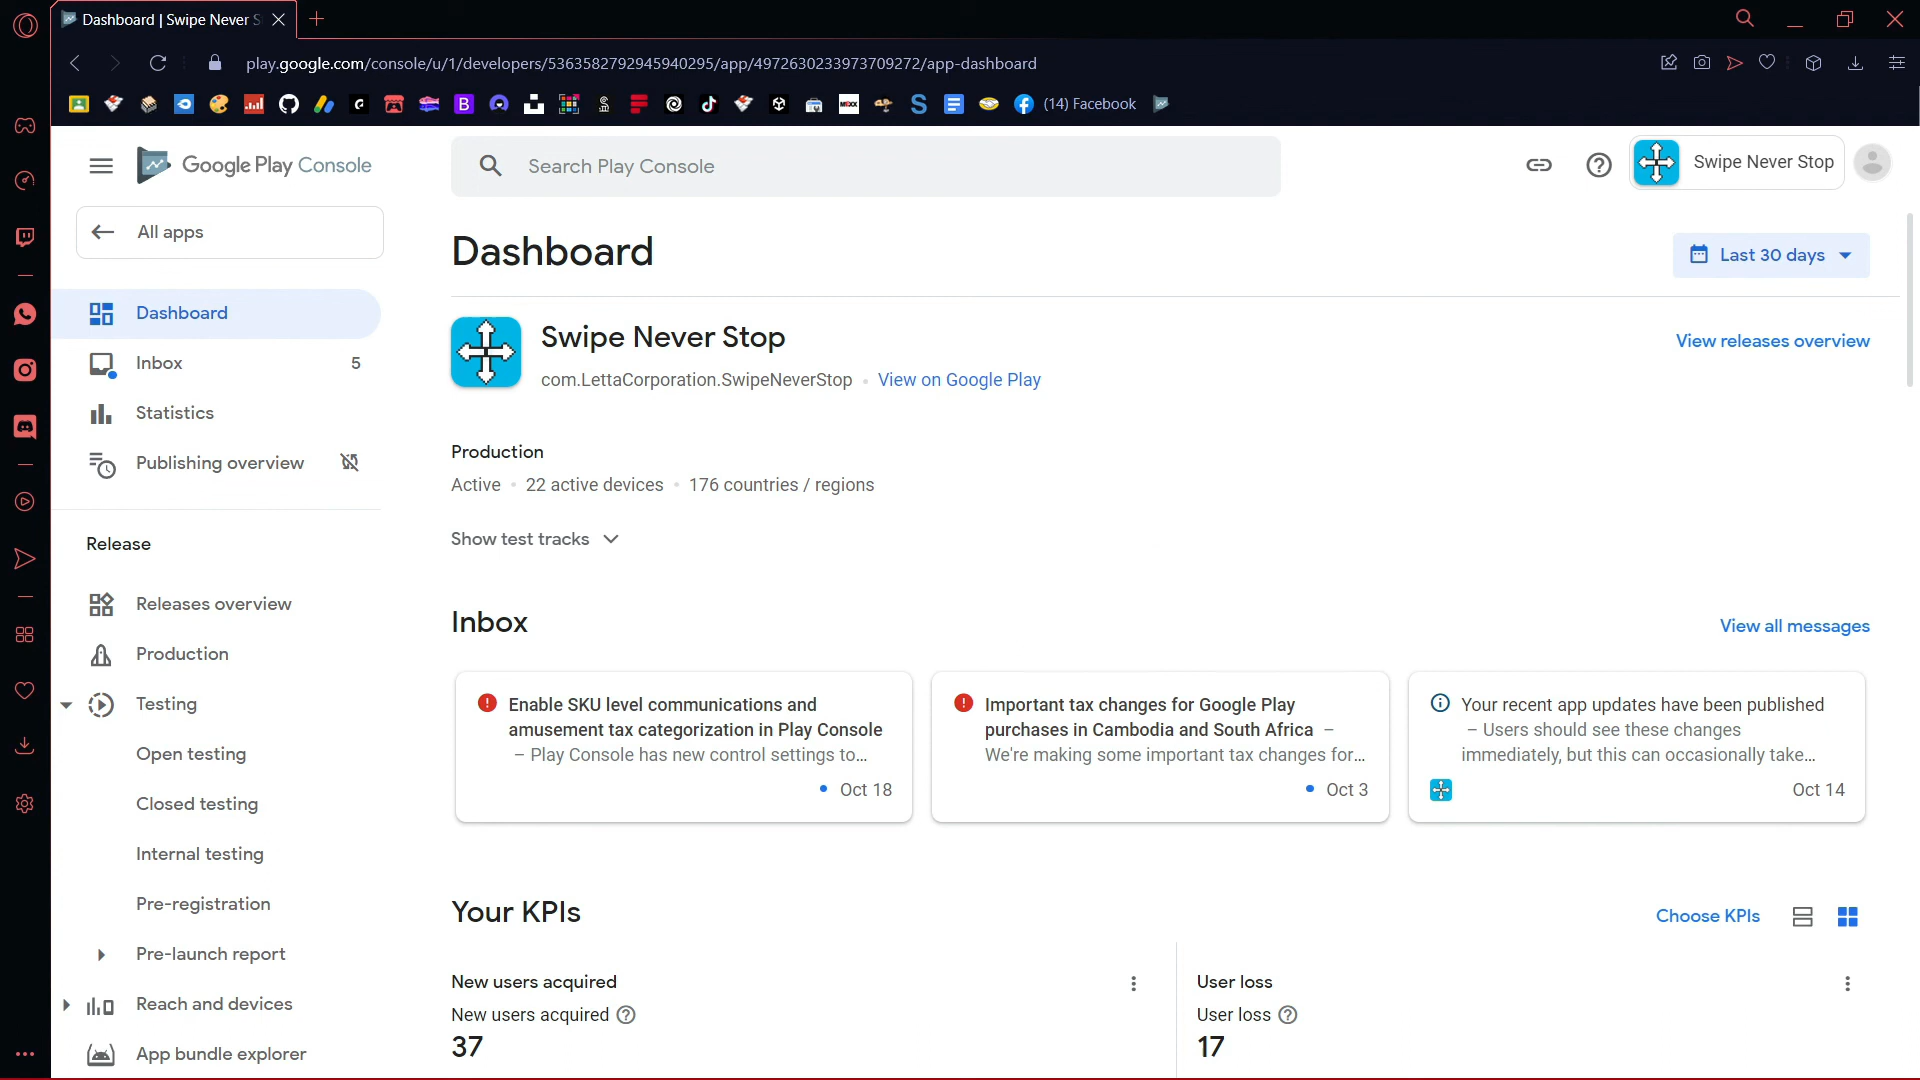 Dashboard | Swipe Never S
play.google.com/console/u/1/developers/5363582792945940295/app/4972630233973709272/app-dashboard
(14) Facebook
Google Play Console
Search Play Console
Swipe Never Stop
All apps
Dashboard
Inbox 5
Statistics
Publishing overview
Release
Releases overview
Production
Testing
Open testing
Closed testing
Internal testing
Pre-registration
Pre-launch report
Reach and devices
App bundle explorer
Dashboard
Last 30 days
Swipe Never Stop
com.LettaCorporation.SwipeNeverStop • View on Google Play
View releases overview
Production
Active • 22 active devices • 176 countries / regions
Show test tracks
Inbox
View all messages
Enable SKU level communications and
amusement tax categorization in Play Console
– Play Console has new control settings to...
Oct 18
Important tax changes for Google Play
purchases in Cambodia and South Africa –
We're making some important tax changes for...
Oct 3
Your recent app updates have been published
– Users should see these changes
immediately, but this can occasionally take...
Oct 14
Your KPIs
Choose KPIs
New users acquired
New users acquired
37
User loss
User loss
17